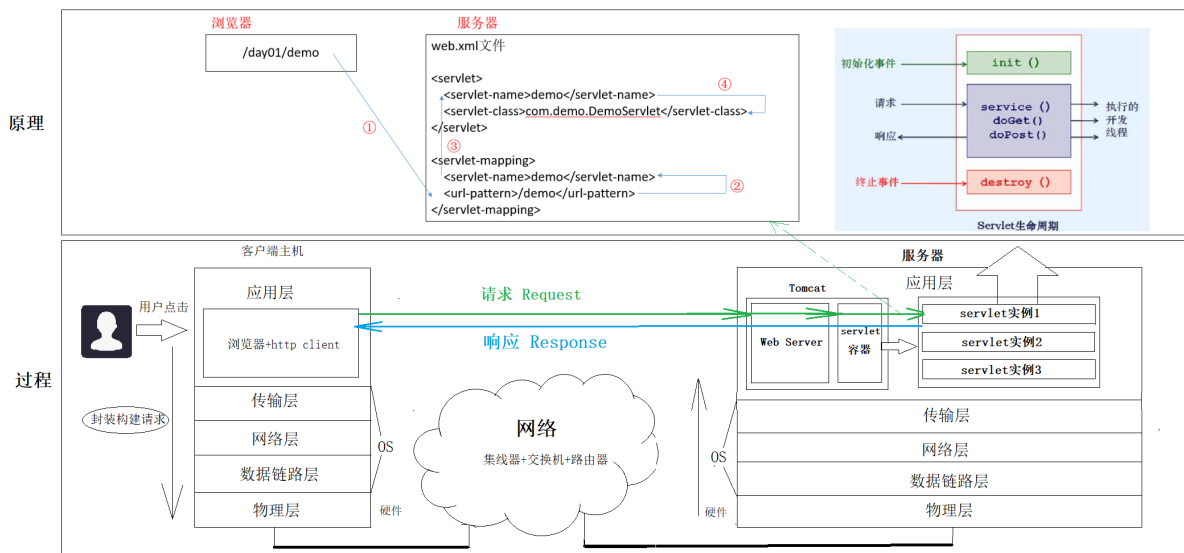 原理
浏览器
/day01/demo
①
服务器
web.xml文件
<servlet>
<servlet-name>demo</servlet-name>
④
<servlet-class>com.demo.DemoServlet</servlet-class>
</servlet>
③
<servlet-mapping>
<servlet-name>demo</servlet-name>
②
<url-pattern>/demo</url-pattern>
</servlet-mapping>
初始化事件
init ()
请求
响应
service ()
doGet()
doPost()
执行的
开发
线程
终止事件
destroy ()
Servlet生命周期
过程
用户点击
封装构建请求
客户端主机
应用层
浏览器+http client
传输层
网络层
数据链路层
物理层
OS
硬件
请求 Request
响应 Response
网络
集线器+交换机+路由器
服务器
应用层
Tomcat
Web Server
servlet
容器
servlet实例1
servlet实例2
servlet实例3
传输层
网络层
数据链路层
物理层
OS
硬件